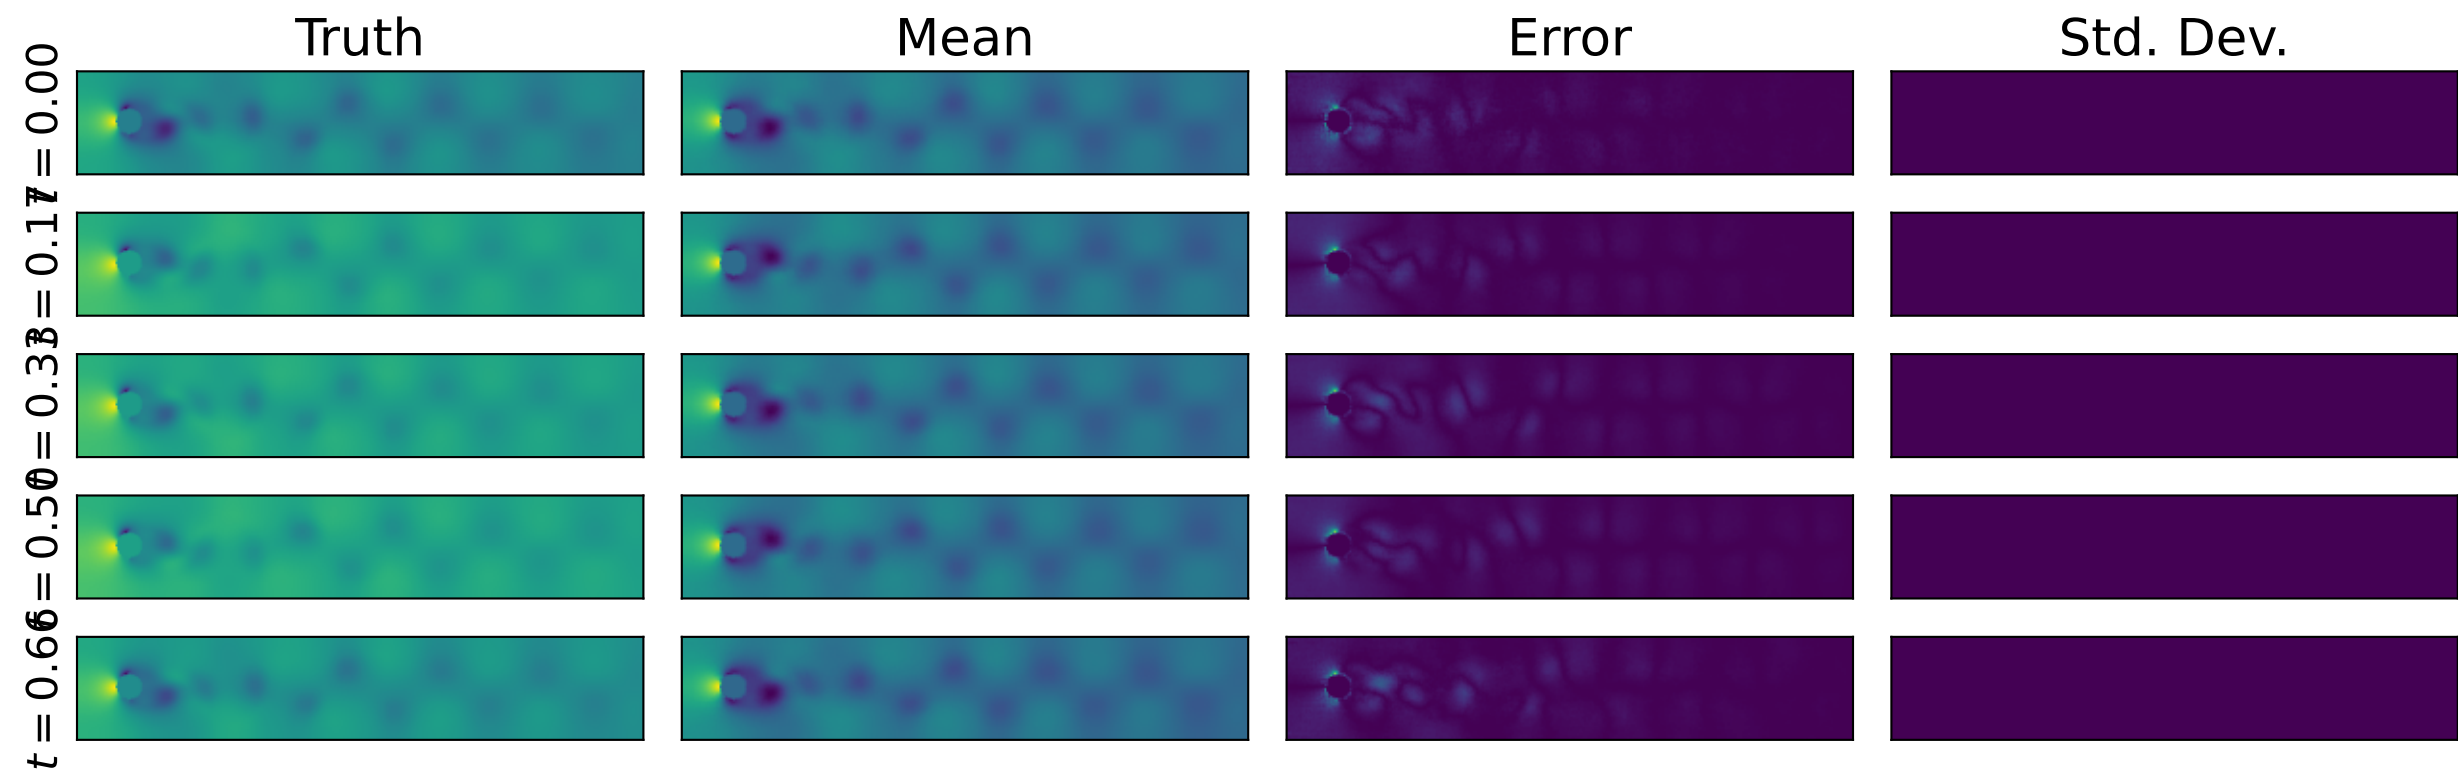 Truth
Mean
Error
Std. Dev.
t = 0.00
t = 0.17
t = 0.33
t = 0.50
t = 0.66